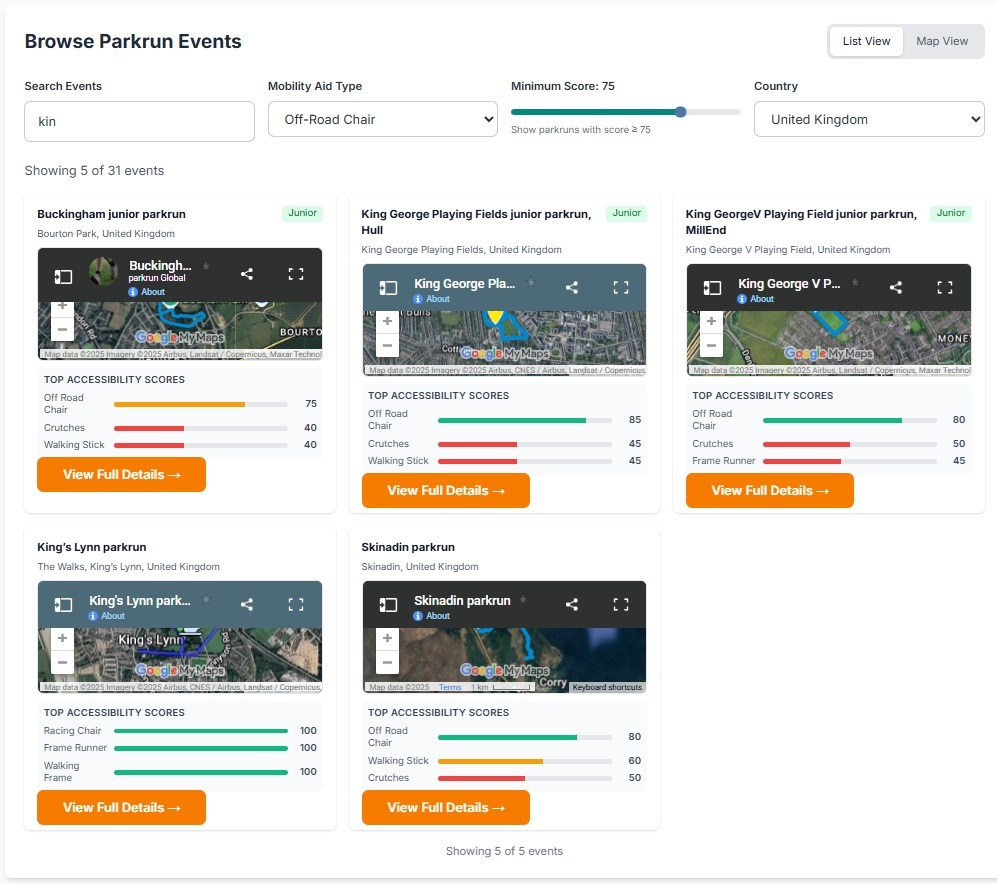 Browse Parkrun Events
List View
Map View
Search Events
Mobility Aid Type
Minimum Score: 75
Country
kin
Off-Road Chair
United Kingdom
Show parkruns with score ≥ 75
Showing 5 of 31 events
Buckingham junior parkrun
Junior
Bourton Park, United Kingdom
Buckingh...
parkrun Global
About
BOURTO
Google My Maps
Map data ©2025 Imagery ©2025 Airbus, Landsat / Copernicus, Maxar Technol
TOP ACCESSIBILITY SCORES
Off Road
Chair
75
Crutches
40
Walking Stick
40
View Full Details →
King George Playing Fields junior parkrun,
Hull
Junior
King George Playing Fields, United Kingdom
King George Pla...
About
Google My Maps
Map data ©2025 Imagery ©2025 Airbus, CNES / Airbus, Landsat / Copernicus
TOP ACCESSIBILITY SCORES
Off Road
Chair
85
Crutches
45
Walking Stick
45
View Full Details →
King GeorgeV Playing Field junior parkrun,
MillEnd
Junior
King George V Playing Field, United Kingdom
King George V P...
About
MONE
Google My Maps
Map data ©2025 Imagery ©2025 Airbus, Landsat / Copernicus, Maxar Technol
TOP ACCESSIBILITY SCORES
Off Road
Chair
80
Crutches
50
Frame Runner
45
View Full Details →
King’s Lynn parkrun
The Walks, King’s Lynn, United Kingdom
King's Lynn park...
About
King's Lynn
Google My Maps
Map data ©2025 Imagery ©2025 Airbus, CNES / Airbus, Landsat / Copernicus,
TOP ACCESSIBILITY SCORES
Racing Chair
100
Frame Runner
100
Walking
Frame
100
View Full Details →
Skinadin parkrun
Skinadin, United Kingdom
Skinadin parkrun
About
Google My Maps
Corry
Map data ©2025
Terms
1 km
Keyboard shortcuts
TOP ACCESSIBILITY SCORES
Off Road
Chair
80
Walking Stick
60
Crutches
50
View Full Details →
Showing 5 of 5 events